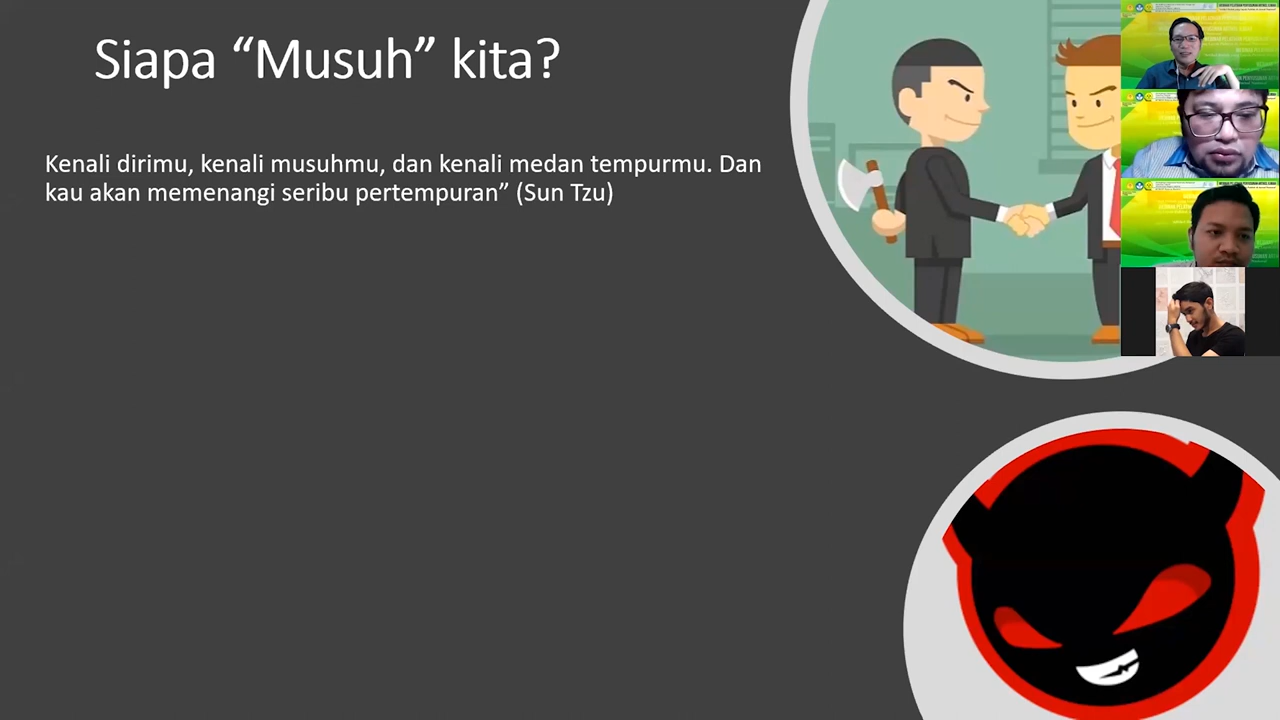 Siapa “Musuh” kita?
Kenali dirimu, kenali musuhmu, dan kenali medan tempurmu. Dan
kau akan memenangi seribu pertempuran” (Sun Tzu)